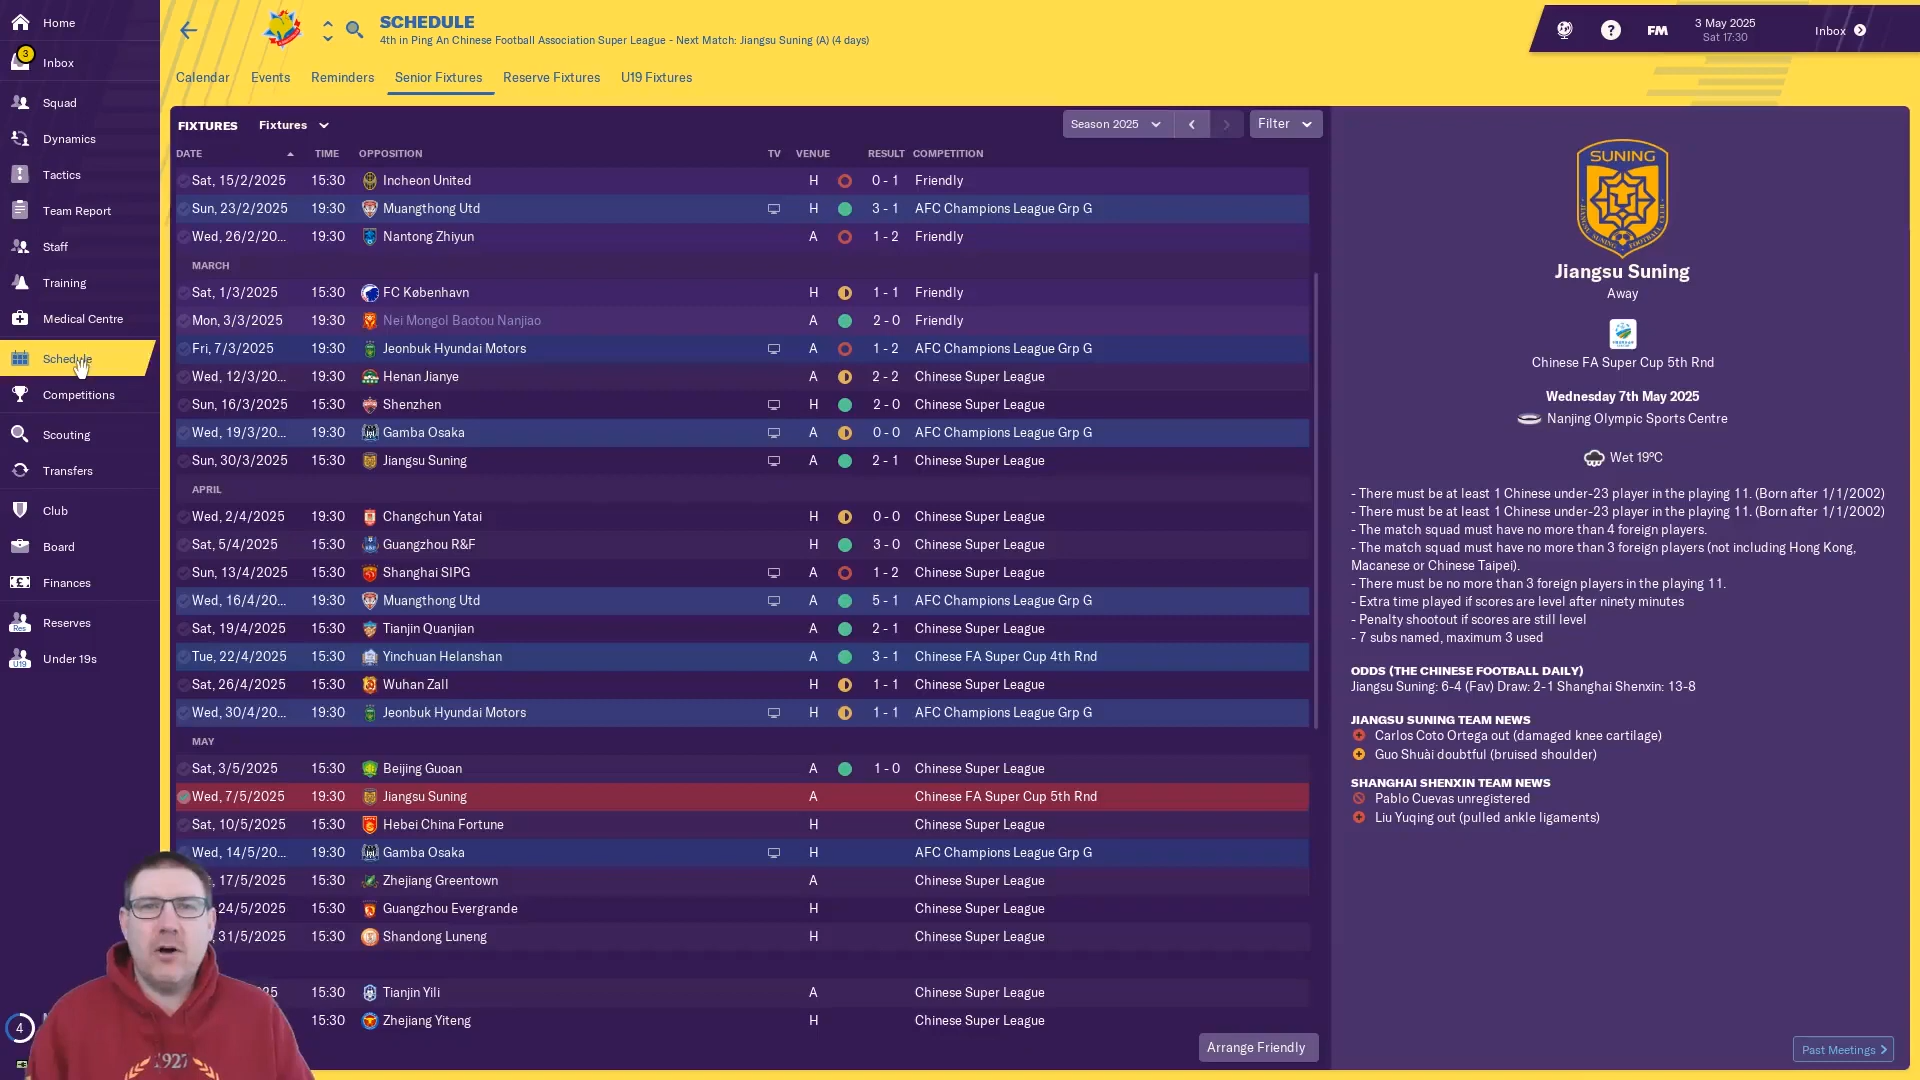 Home
3
Inbox
Squad
Dynamics
Tactics
Team Report
Staff
Training
Medical Centre
Schedule
Competitions
Scouting
Transfers
Club
Board
£
Finances
Res
Reserves
U19
Under 19s
4
SCHEDULE
4th in Ping An Chinese Football Association Super League - Next Match: Jiangsu Suning (A) (4 days)
? FM
3 May 2025
Sat 17:30
Inbox
Calendar Events Reminders Senior Fixtures Reserve Fixtures U19 Fixtures
FIXTURES Fixtures Season 2025 Filter
DATE TIME OPPOSITION TV VENUE RESULT COMPETITION
Sat, 15/2/2025 15:30 Incheon United H 0 - 1 Friendly
Sun, 23/2/2025 19:30 Muangthong Utd H 3 - 1 AFC Champions League Grp G
Wed, 26/2/20... 19:30 Nantong Zhiyun A 1 - 2 Friendly
MARCH
Sat, 1/3/2025 15:30 FC København H 1 - 1 Friendly
Mon, 3/3/2025 19:30 Nei Mongol Baotou Nanjiao A 2 - 0 Friendly
Fri, 7/3/2025 19:30 Jeonbuk Hyundai Motors A 1 - 2 AFC Champions League Grp G
Wed, 12/3/20... 19:30 Henan Jianye A 2 - 2 Chinese Super League
Sun, 16/3/2025 15:30 Shenzhen H 2 - 0 Chinese Super League
Wed, 19/3/20... 19:30 Gamba Osaka A 0 - 0 AFC Champions League Grp G
Sun, 30/3/2025 15:30 Jiangsu Suning A 2 - 1 Chinese Super League
APRIL
Wed, 2/4/2025 19:30 Changchun Yatai H 0 - 0 Chinese Super League
Sat, 5/4/2025 15:30 Guangzhou R&F H 3 - 0 Chinese Super League
Sun, 13/4/2025 15:30 Shanghai SIPG A 1 - 2 Chinese Super League
Wed, 16/4/20... 19:30 Muangthong Utd A 5 - 1 AFC Champions League Grp G
Sat, 19/4/2025 15:30 Tianjin Quanjian A 2 - 1 Chinese Super League
Tue, 22/4/2025 15:30 Yinchuan Helanshan A 3 - 1 Chinese FA Super Cup 4th Rnd
Sat, 26/4/2025 15:30 Wuhan Zall H 1 - 1 Chinese Super League
Wed, 30/4/20... 19:30 Jeonbuk Hyundai Motors H 1 - 1 AFC Champions League Grp G
MAY
Sat, 3/5/2025 15:30 Beijing Guoan A 1 - 0 Chinese Super League
Wed, 7/5/2025 19:30 Jiangsu Suning A Chinese FA Super Cup 5th Rnd
Sat, 10/5/2025 15:30 Hebei China Fortune H Chinese Super League
Wed, 14/5/20... 19:30 Gamba Osaka H AFC Champions League Grp G
17/5/2025 15:30 Zhejiang Greentown A Chinese Super League
24/5/2025 15:30 Guangzhou Evergrande H Chinese Super League
31/5/2025 15:30 Shandong Luneng H Chinese Super League
15:30 Tianjin Yili A Chinese Super League
15:30 Zhejiang Yiteng H Chinese Super League
Arrange Friendly
1927
SUNING
JIANGSU SUNING FOOTBALL CLUB
Jiangsu Suning
Away
Chinese FA Super Cup 5th Rnd
Wednesday 7th May 2025
Nanjing Olympic Sports Centre
Wet 19ºC
- There must be at least 1 Chinese under-23 player in the playing 11. (Born after 1/1/2002)
- There must be at least 1 Chinese under-23 player in the playing 11. (Born after 1/1/2002)
- The match squad must have no more than 4 foreign players.
- The match squad must have no more than 3 foreign players (not including Hong Kong,
Macanese or Chinese Taipei).
- There must be no more than 3 foreign players in the playing 11.
- Extra time played if scores are level after ninety minutes
- Penalty shootout if scores are still level
- 7 subs named, maximum 3 used
ODDS (THE CHINESE FOOTBALL DAILY)
Jiangsu Suning: 6-4 (Fav) Draw: 2-1 Shanghai Shenxin: 13-8
JIANGSU SUNING TEAM NEWS
Carlos Coto Ortega out (damaged knee cartilage)
Guo Shuài doubtful (bruised shoulder)
SHANGHAI SHENXIN TEAM NEWS
Pablo Cuevas unregistered
Liu Yuqing out (pulled ankle ligaments)
Past Meetings